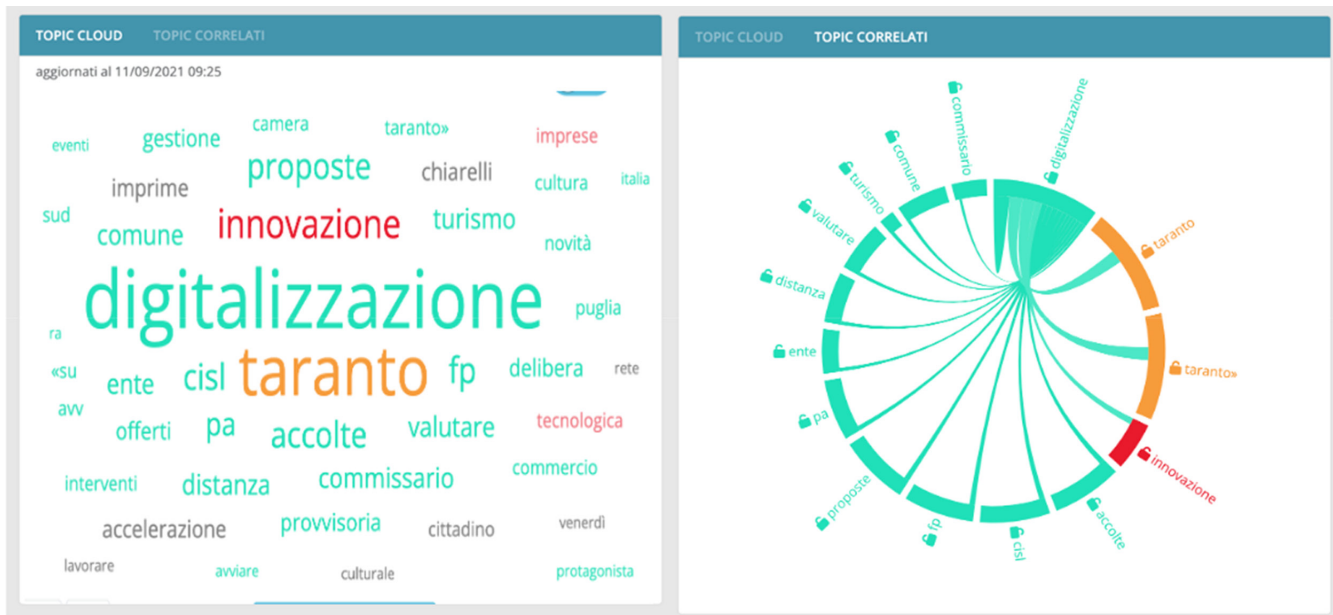 TOPIC CLOUD TOPIC CORRELATI
aggiornati al 11/09/2021 09:25
camera taranto»
eventi gestione imprese
proposte chiarelli
imprime cultura italia
sud innovazione turismo
comune novità
digitalizzazione
puglia
ra
«su ente cisl taranto fp delibera rete
avv
offerti pa accolte valutare tecnologica
interventi distanza commissario commercio
accelerazione provvisoria cittadino venerdì
lavorare avviare culturale protagonista
TOPIC CLOUD TOPIC CORRELATI
digitalizzazione
taranto
taranto»
innovazione
accolte
cisl
fp
proposte
pa
ente
distanza
valutare
turismo
comune
commissario